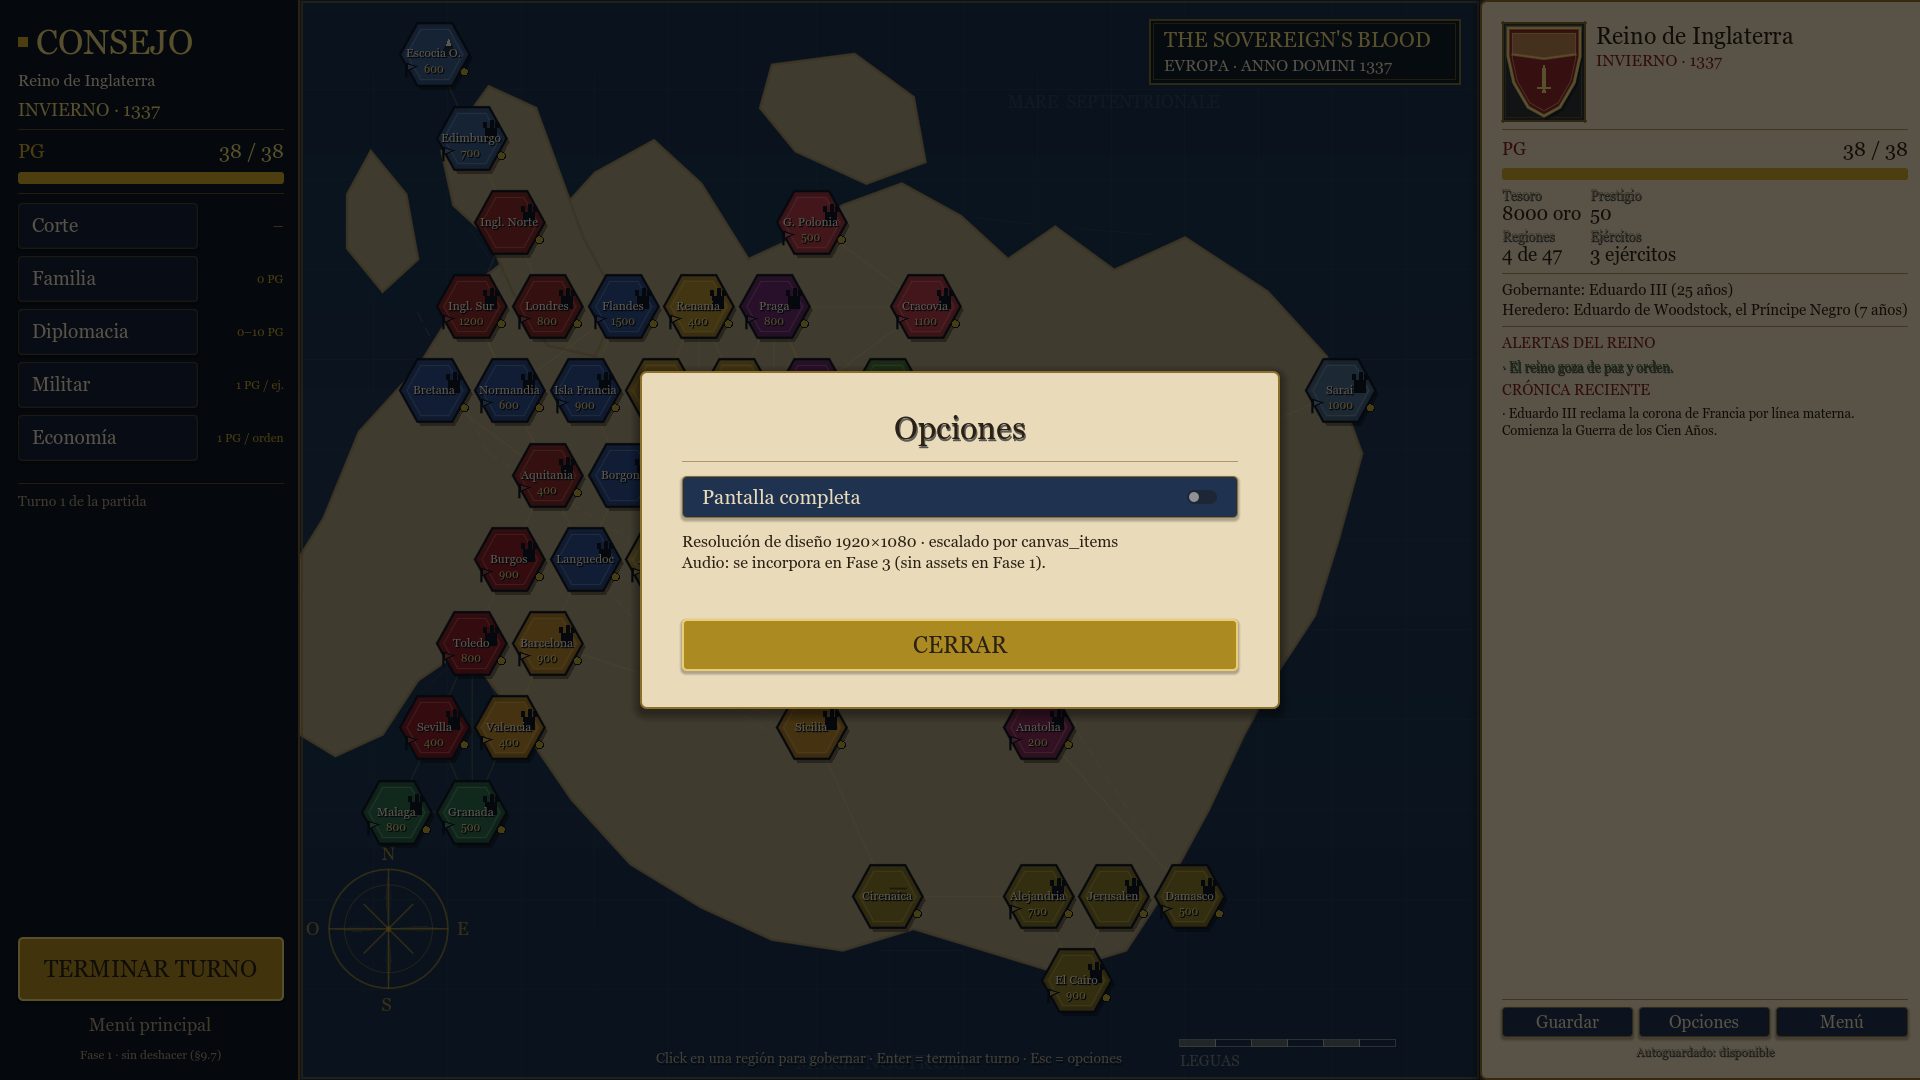 CONSEJO
Reino de Inglaterra
INVIERNO · 1337
PG 38 / 38
Corte –
Familia 0 PG
Diplomacia 0–10 PG
Militar 1 PG / ej.
Economía 1 PG / orden
Turno 1 de la partida
TERMINAR TURNO
Menú principal
Fase 1 · sin deshacer (§9.7)
THE SOVEREIGN'S BLOOD
EVROPA · ANNO DOMINI 1337
MARE SEPTENTRIONALE
Escocia O.
600
Edimburgo
700
Ingl. Norte
G. Polonia
500
Ingl. Sur
1200
Londres
800
Flandes
1500
Renania
400
Praga
800
Cracovia
1100
Bretana
Normandia
600
Isla Francia
900
Sarai
1000
Aquitania
400
Burgos
900
Languedoc
Toledo
800
Barcelona
900
Sevilla
400
Valencia
400
Sicilia
Anatolia
200
Malaga
800
Granada
500
Cirenaica
Alejandria
700
Jerusalen
Damasco
500
El Cairo
900
N
O E
S
Click en una región para gobernar · Enter = terminar turno · Esc = opciones
LEGUAS
Opciones
Pantalla completa
Resolución de diseño 1920×1080 · escalado por canvas_items
Audio: se incorpora en Fase 3 (sin assets en Fase 1).
CERRAR
Reino de Inglaterra
INVIERNO · 1337
PG 38 / 38
Tesoro Prestigio
8000 oro 50
Regiones Ejércitos
4 de 47 3 ejércitos
Gobernante: Eduardo III (25 años)
Heredero: Eduardo de Woodstock, el Príncipe Negro (7 años)
ALERTAS DEL REINO
· El reino goza de paz y orden.
CRÓNICA RECIENTE
· Eduardo III reclama la corona de Francia por línea materna.
Comienza la Guerra de los Cien Años.
Guardar Opciones Menú
Autoguardado: disponible